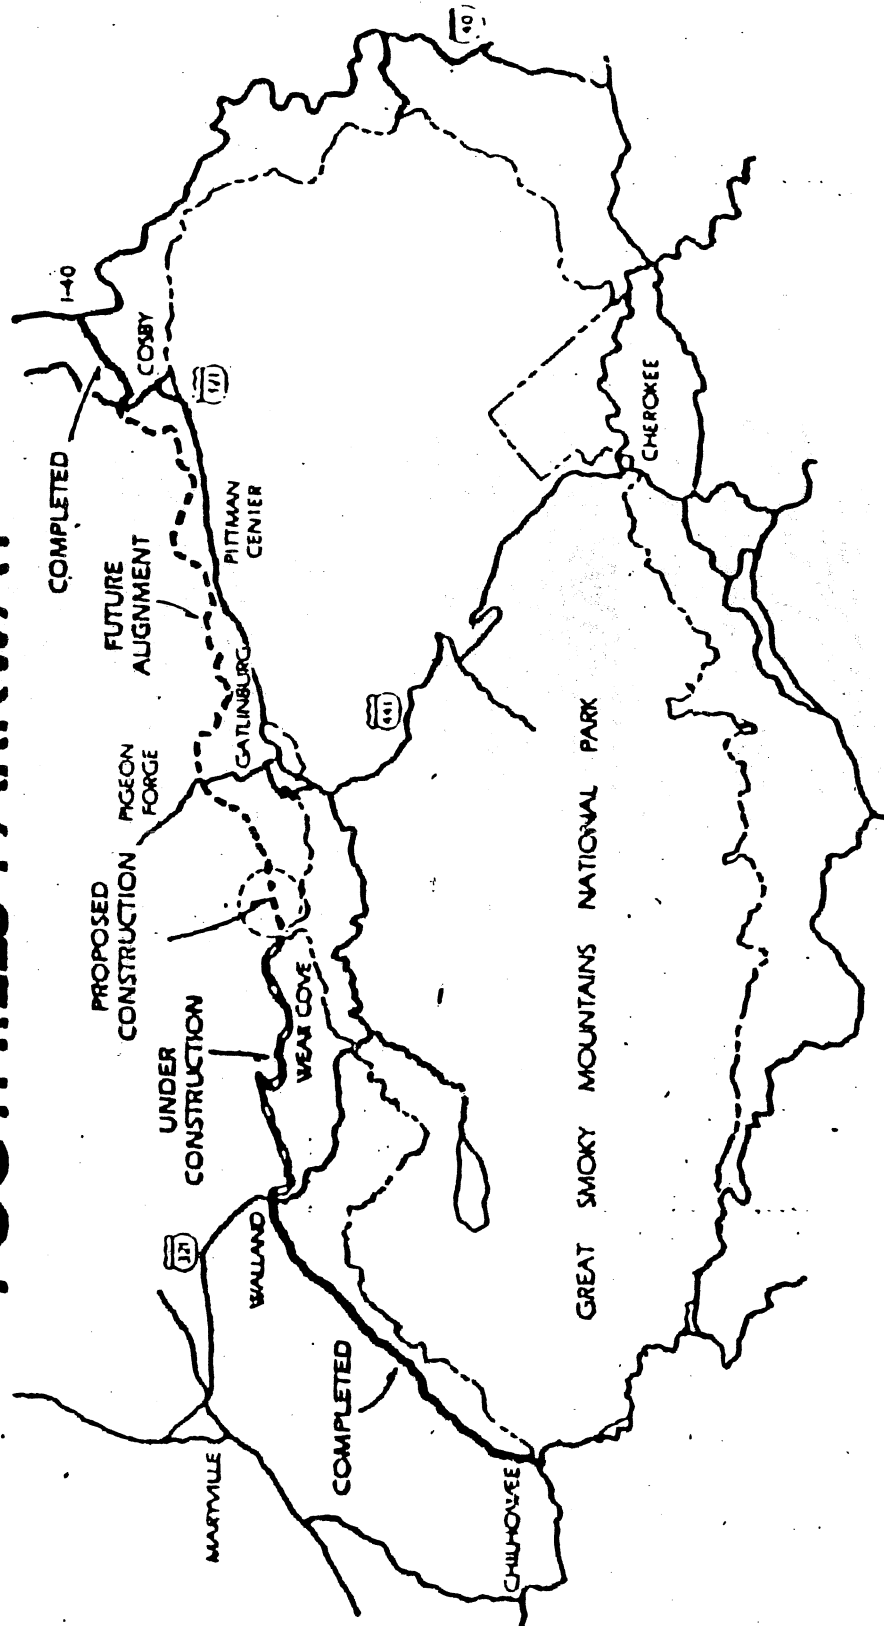 COMPLETED
I-40
40
COSBY
FUTURE
ALIGNMENT
PROPOSED
CONSTRUCTION
PIGEON
FORGE
UNDER
CONSTRUCTION
321
MARYVILLE
WALLAND
PITTMAN
CENTER
GATLINBURG
WEAR COVE
COMPLETED
441
CHILHOWEE
GREAT SMOKY MOUNTAINS NATIONAL PARK
CHEROKEE